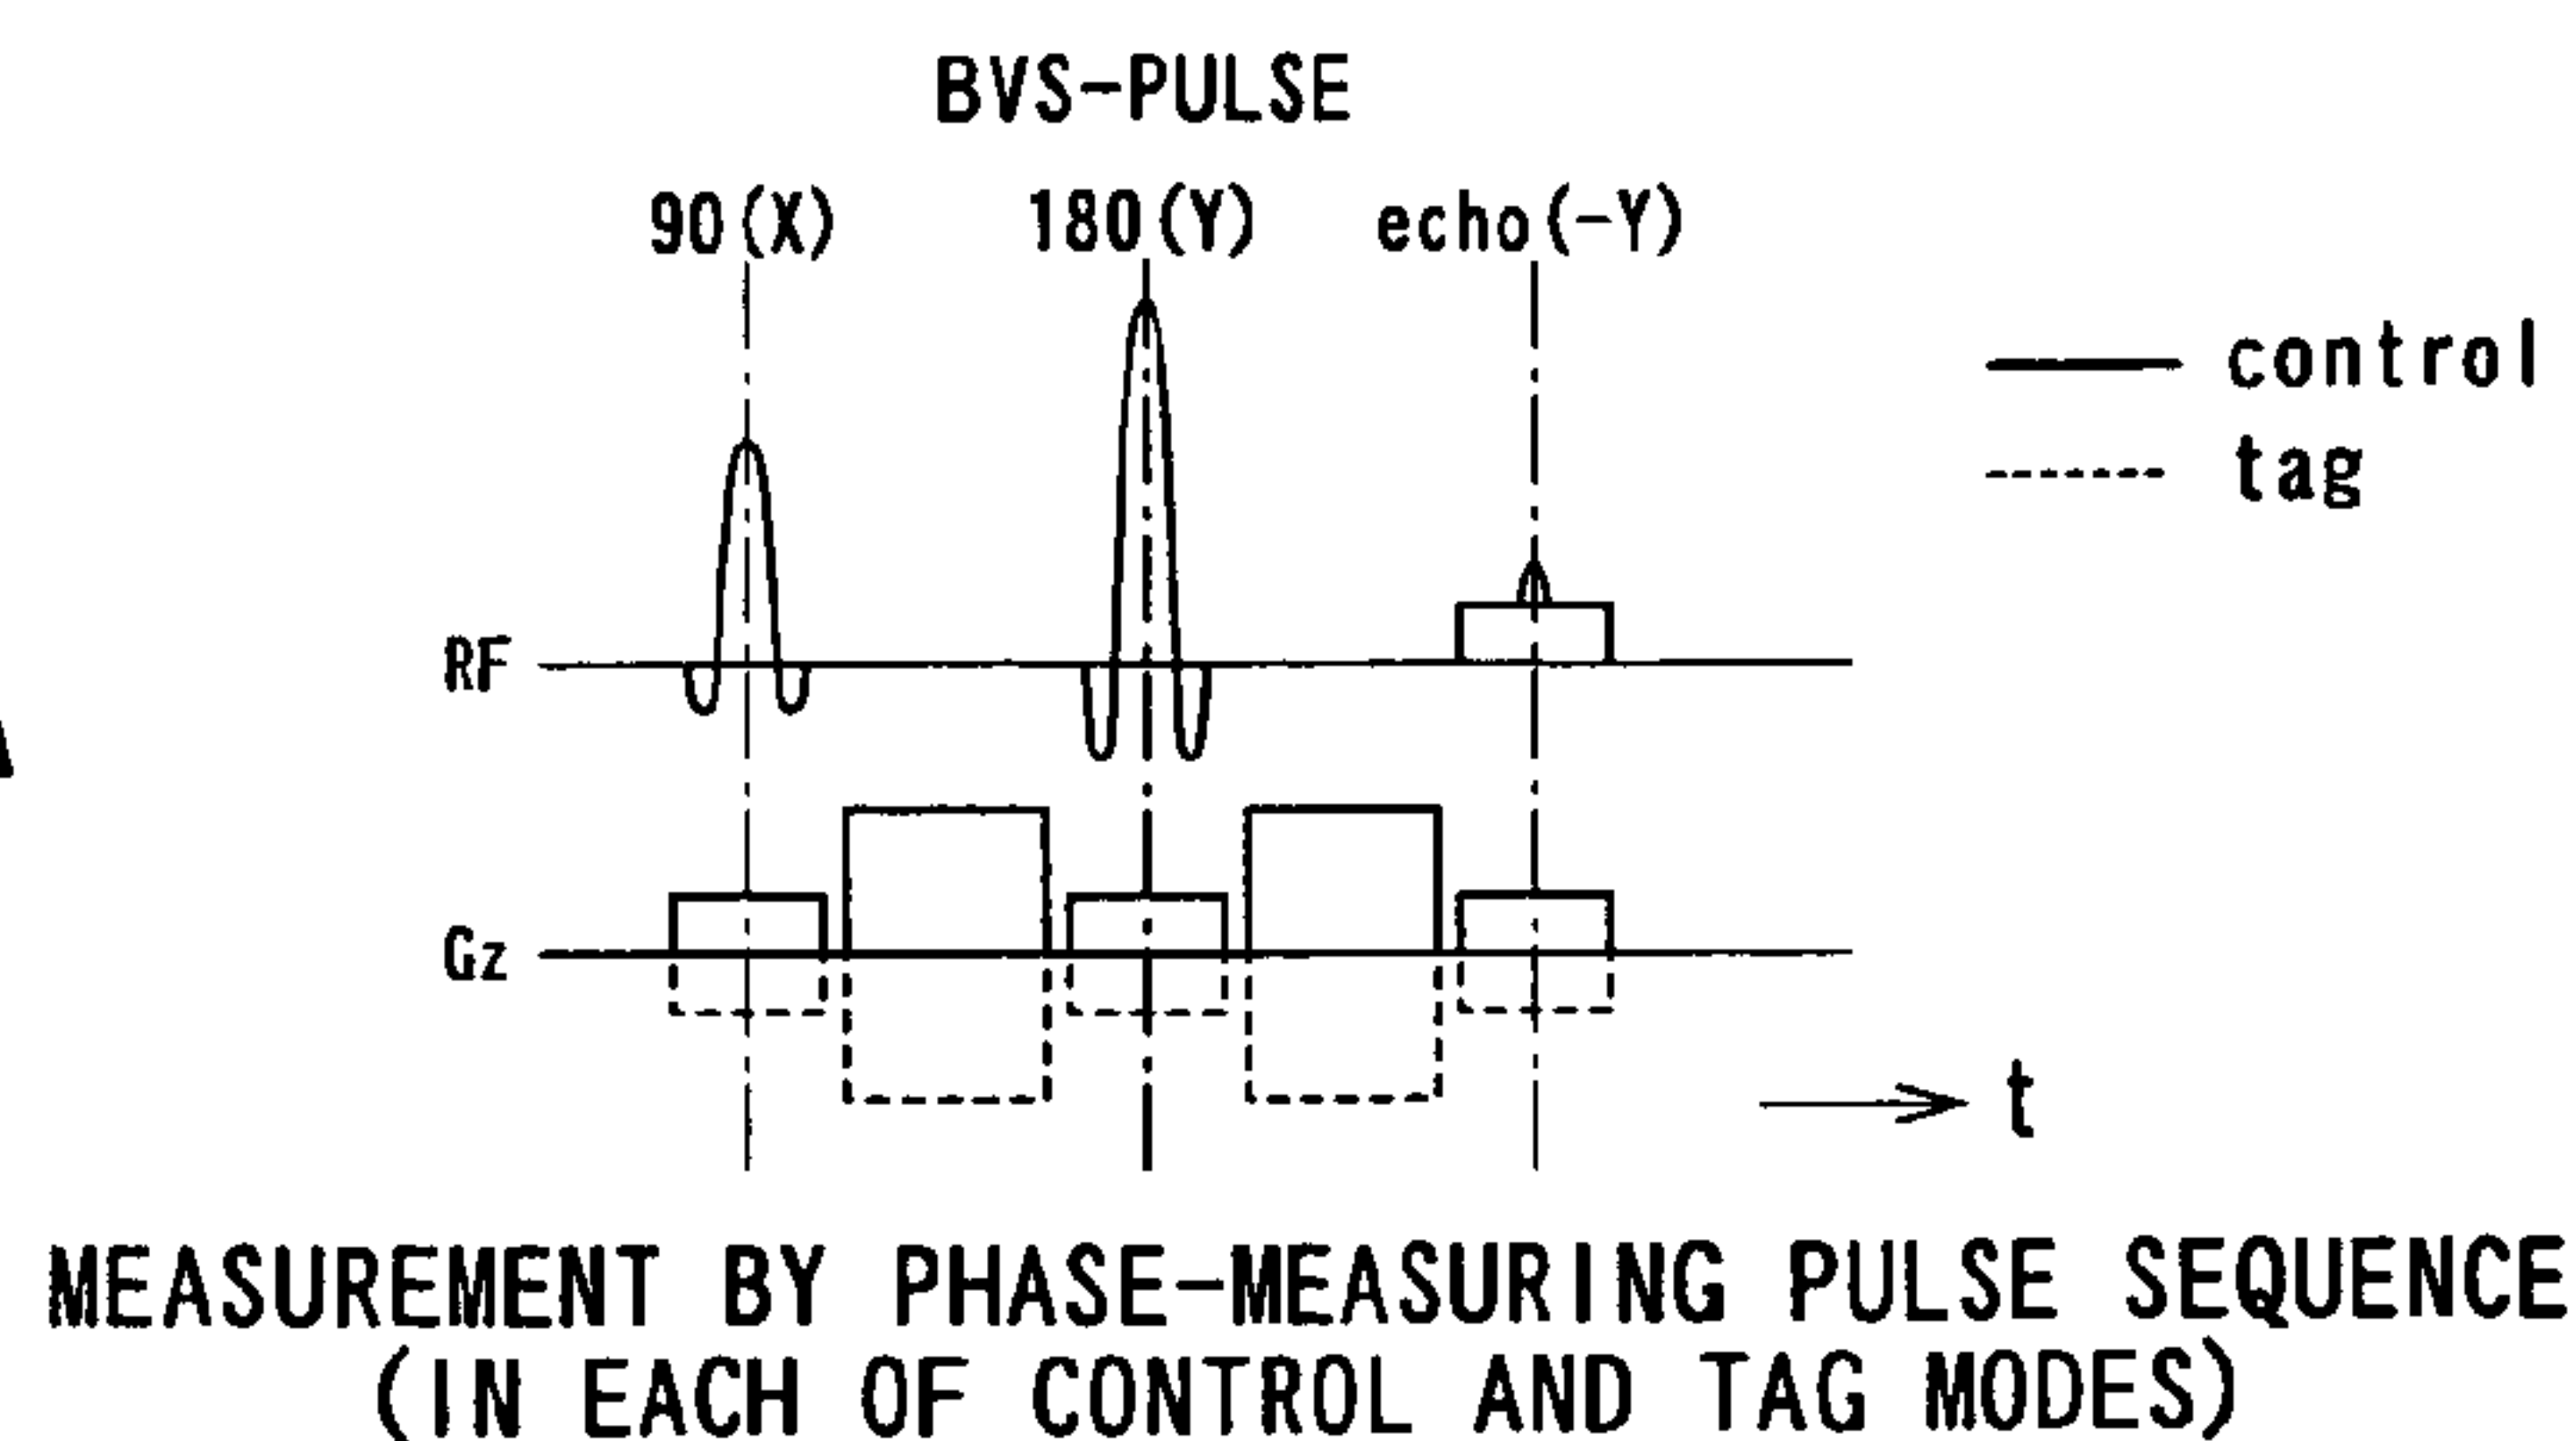 BVS-PULSE
90(X) 180(Y) echo(-Y)
control
tag
RF
Gz
t
MEASUREMENT BY PHASE-MEASURING PULSE SEQUENCE
(IN EACH OF CONTROL AND TAG MODES)